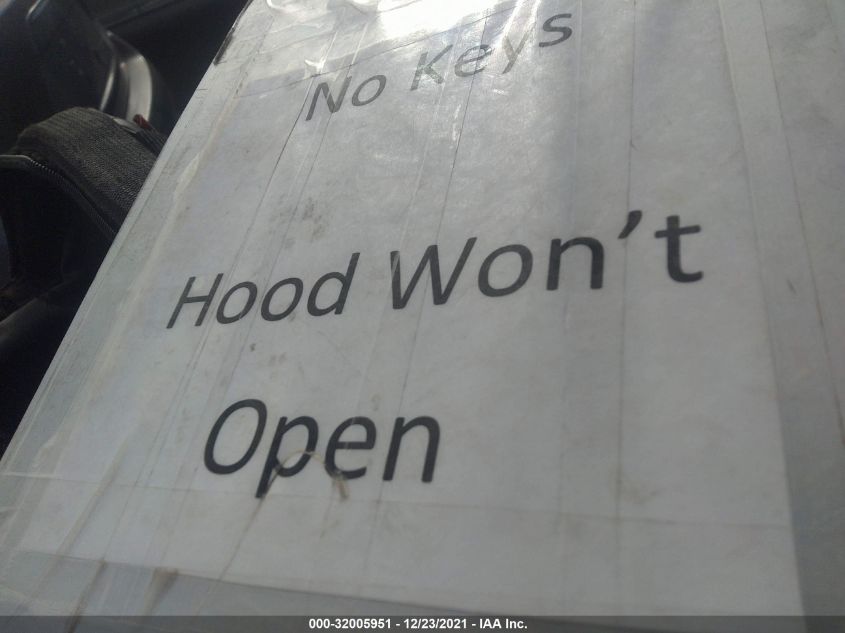 No Keys
Hood Won't
Open
000-32005951 - 12/23/2021 - IAA Inc.